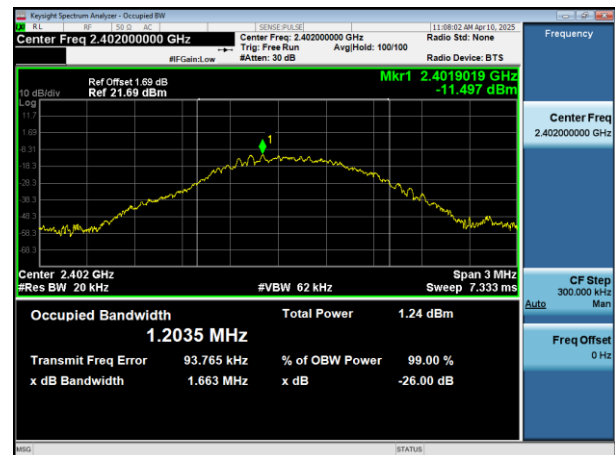 Keysight Spectrum Analyzer - Occupied BW
RL RF 50 Ω AC SENSE:PULSE 11:08:02 AM Apr 10, 2025
Center Freq 2.402000000 GHz
Center Freq: 2.402000000 GHz
Radio Std: None
Trig: Free Run Avg|Hold: 100/100
#IFGain:Low #Atten: 30 dB Radio Device: BTS
Ref Offset 1.69 dB
Mkr1 2.4019019 GHz
10 dB/div Ref 21.69 dBm -11.497 dBm
Log
11.7
1.69
-8.31
-18.3
-28.3
-38.3
-48.3
-58.3
-68.3
1
Center 2.402 GHz Span 3 MHz
#Res BW 20 kHz #VBW 62 kHz Sweep 7.333 ms
Occupied Bandwidth Total Power 1.24 dBm
1.2035 MHz
Transmit Freq Error 93.765 kHz % of OBW Power 99.00 %
x dB Bandwidth 1.663 MHz x dB -26.00 dB
MSG STATUS
Frequency
Center Freq
2.402000000 GHz
CF Step
300.000 kHz
Auto Man
Freq Offset
0 Hz